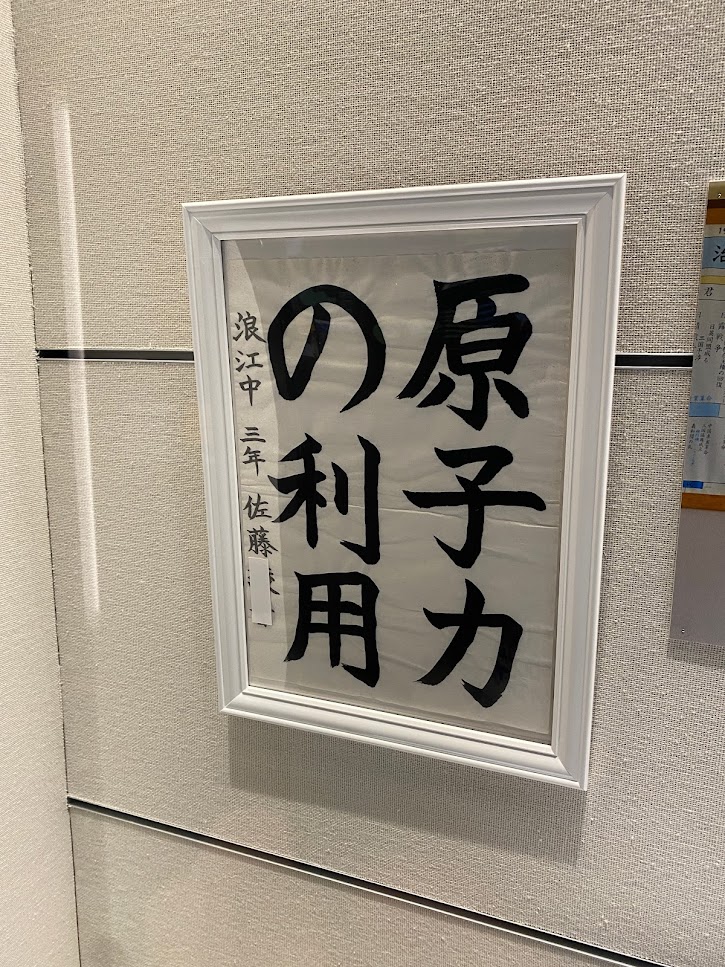 原子力
の利用
浪江中 三年 佐藤